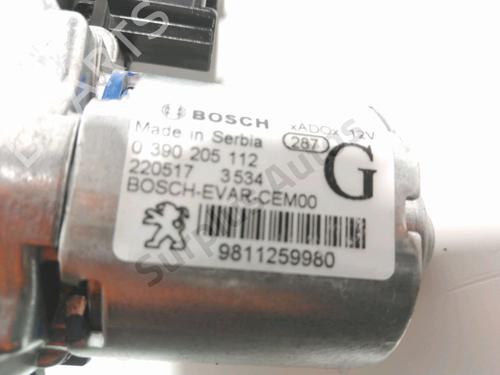 BOSCH
xADOx 12V
Made in Serbia
287
0 390 205 112
G
220517 3534
BOSCH-EVAR-CEM00
9811259980